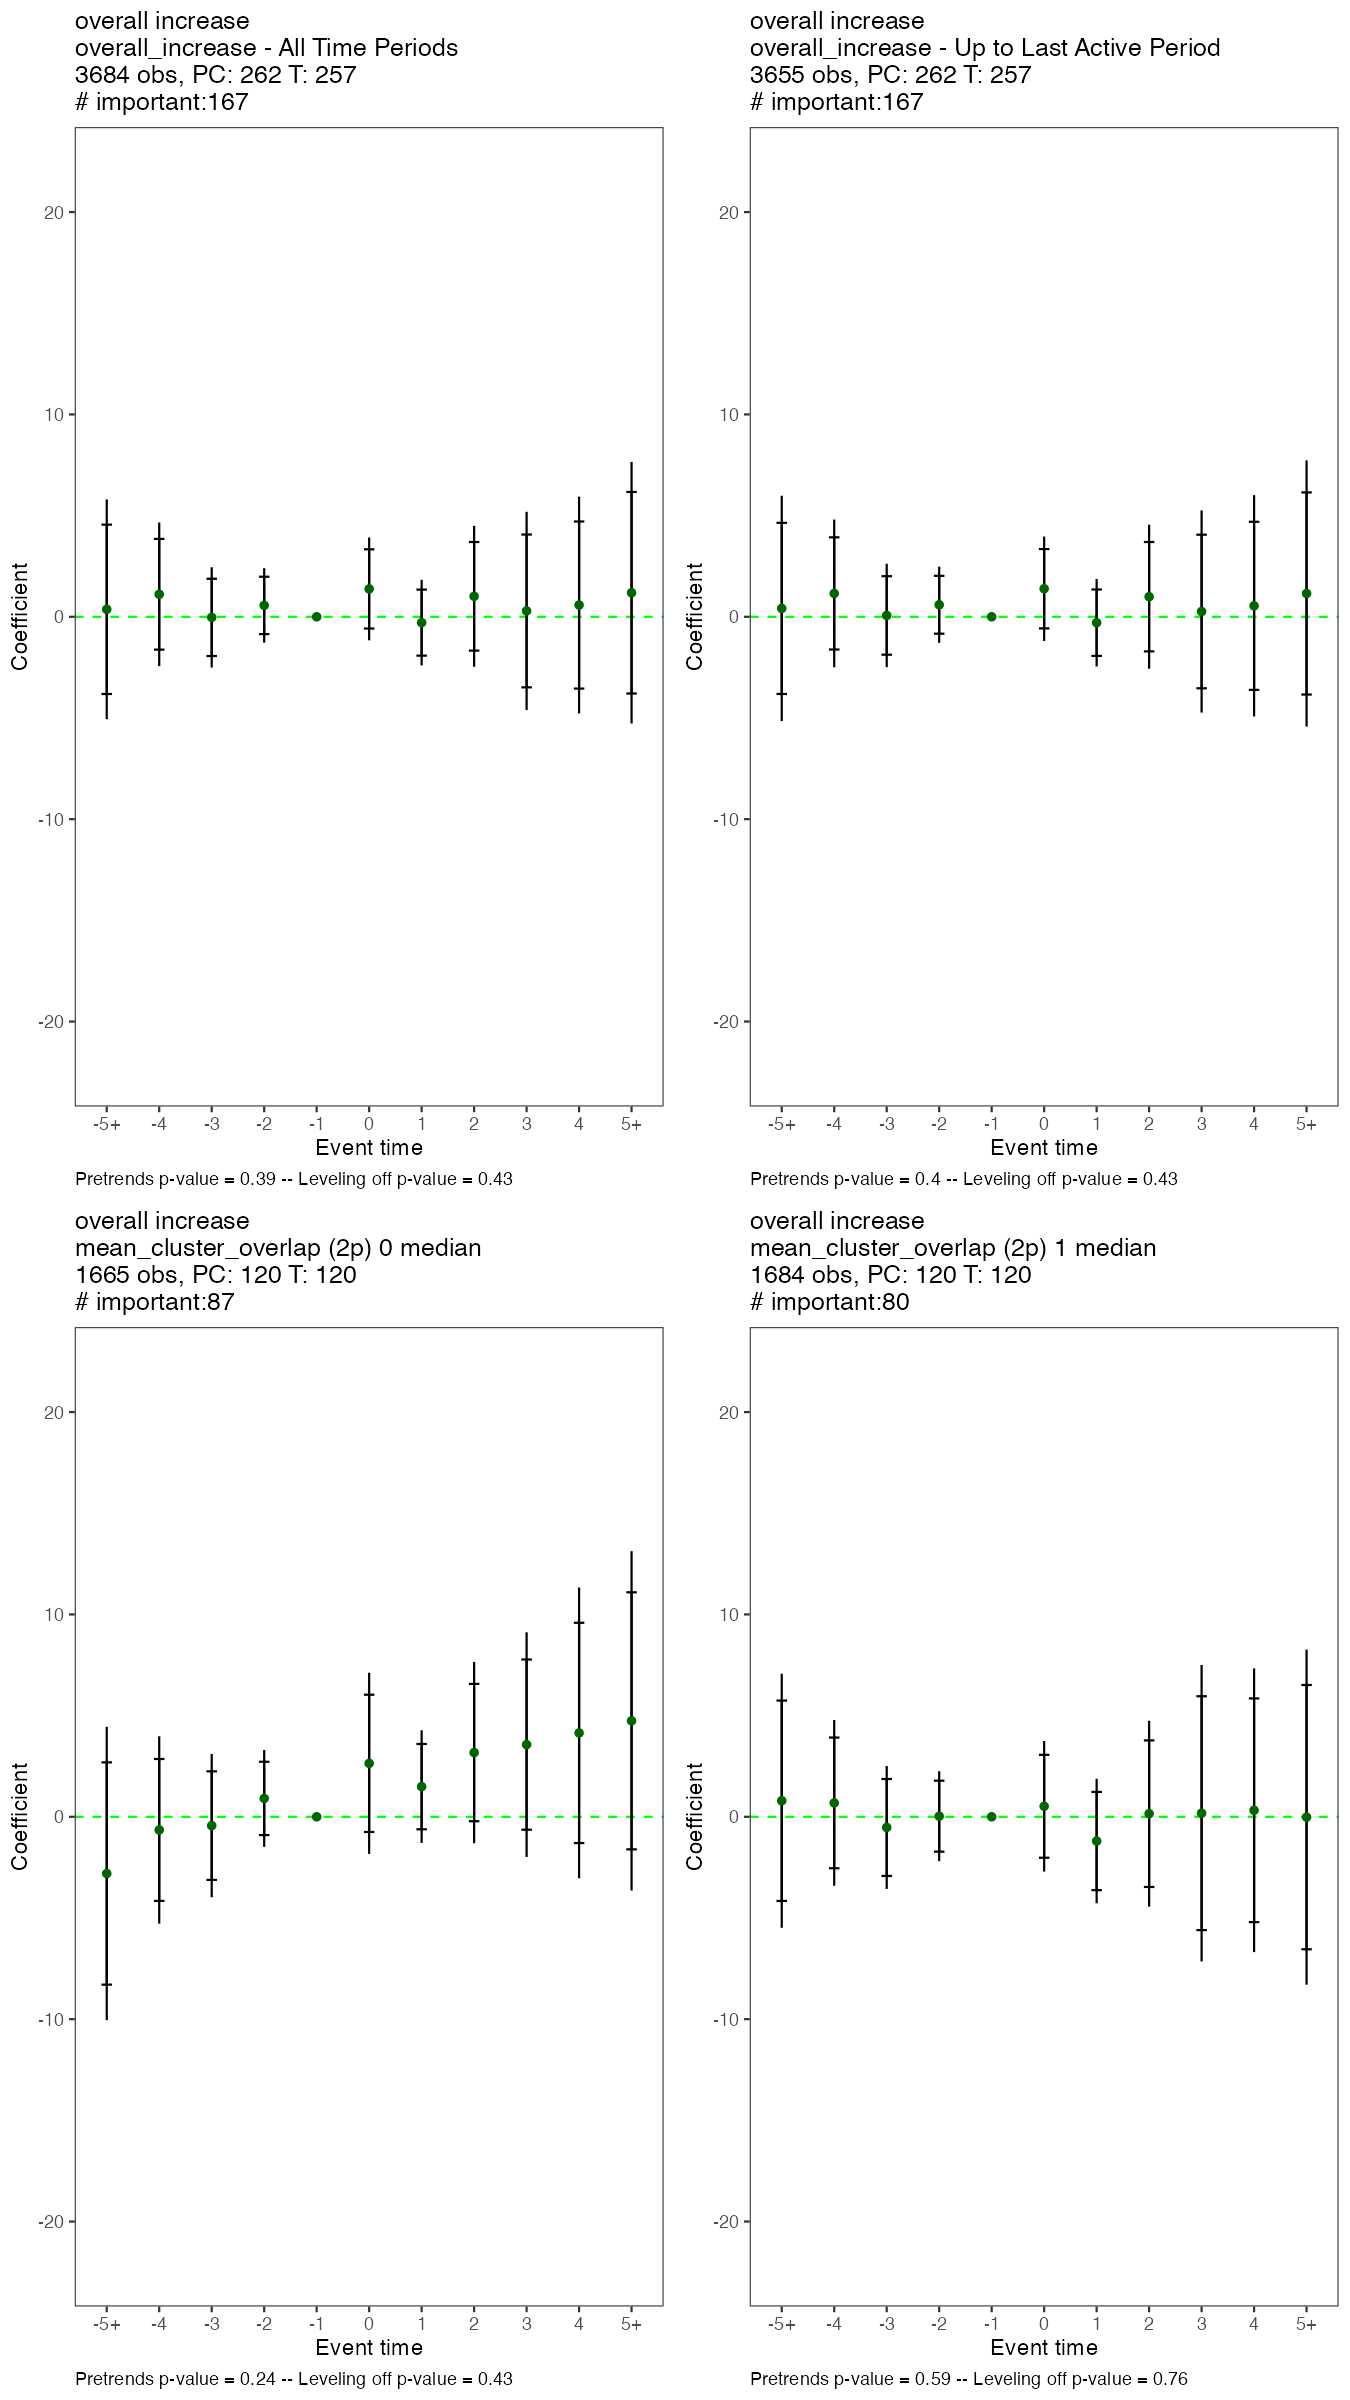 overall increase
overall_increase - All Time Periods
3684 obs, PC: 262 T: 257
# important:167
20
10
0
-10
-20
Coefficient
-5+ -4 -3 -2 -1 0 1 2 3 4 5+
Event time
Pretrends p-value = 0.39 -- Leveling off p-value = 0.43
overall increase
overall_increase - Up to Last Active Period
3655 obs, PC: 262 T: 257
# important:167
20
10
0
-10
-20
Coefficient
-5+ -4 -3 -2 -1 0 1 2 3 4 5+
Event time
Pretrends p-value = 0.4 -- Leveling off p-value = 0.43
overall increase
mean_cluster_overlap (2p) 0 median
1665 obs, PC: 120 T: 120
# important:87
20
10
0
-10
-20
Coefficient
-5+ -4 -3 -2 -1 0 1 2 3 4 5+
Event time
Pretrends p-value = 0.24 -- Leveling off p-value = 0.43
overall increase
mean_cluster_overlap (2p) 1 median
1684 obs, PC: 120 T: 120
# important:80
20
10
0
-10
-20
Coefficient
-5+ -4 -3 -2 -1 0 1 2 3 4 5+
Event time
Pretrends p-value = 0.59 -- Leveling off p-value = 0.76